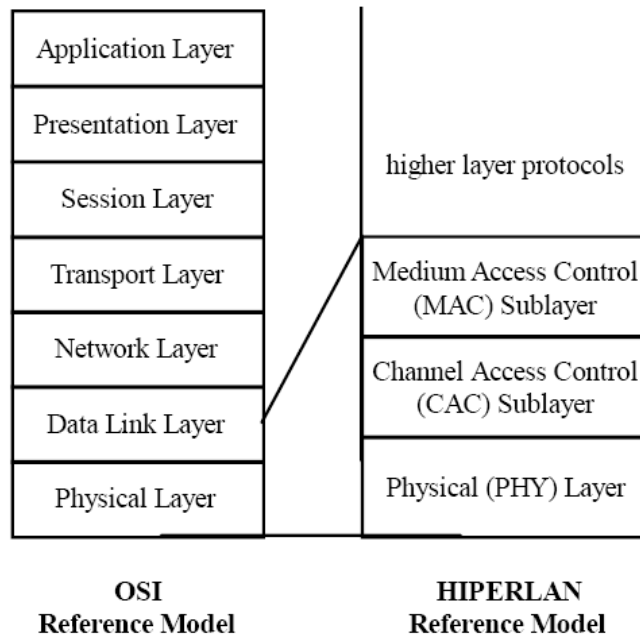 Application Layer
Presentation Layer
Session Layer
Transport Layer
Network Layer
Data Link Layer
Physical Layer
OSI
Reference Model
higher layer protocols
Medium Access Control
(MAC) Sublayer
Channel Access Control
(CAC) Sublayer
Physical (PHY) Layer
HIPERLAN
Reference Model